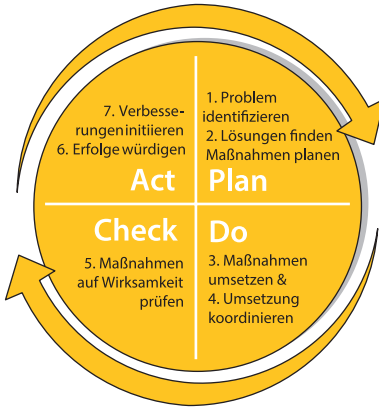 1. Problem
identifizieren
2. Lösungen finden
Maßnahmen planen
Plan
Do
3. Maßnahmen
umsetzen &
4. Umsetzung
koordinieren
Check
5. Maßnahmen
auf Wirksamkeit
prüfen
7. Verbesse-
rungeninitiieren
6. Erfolge würdigen
Act